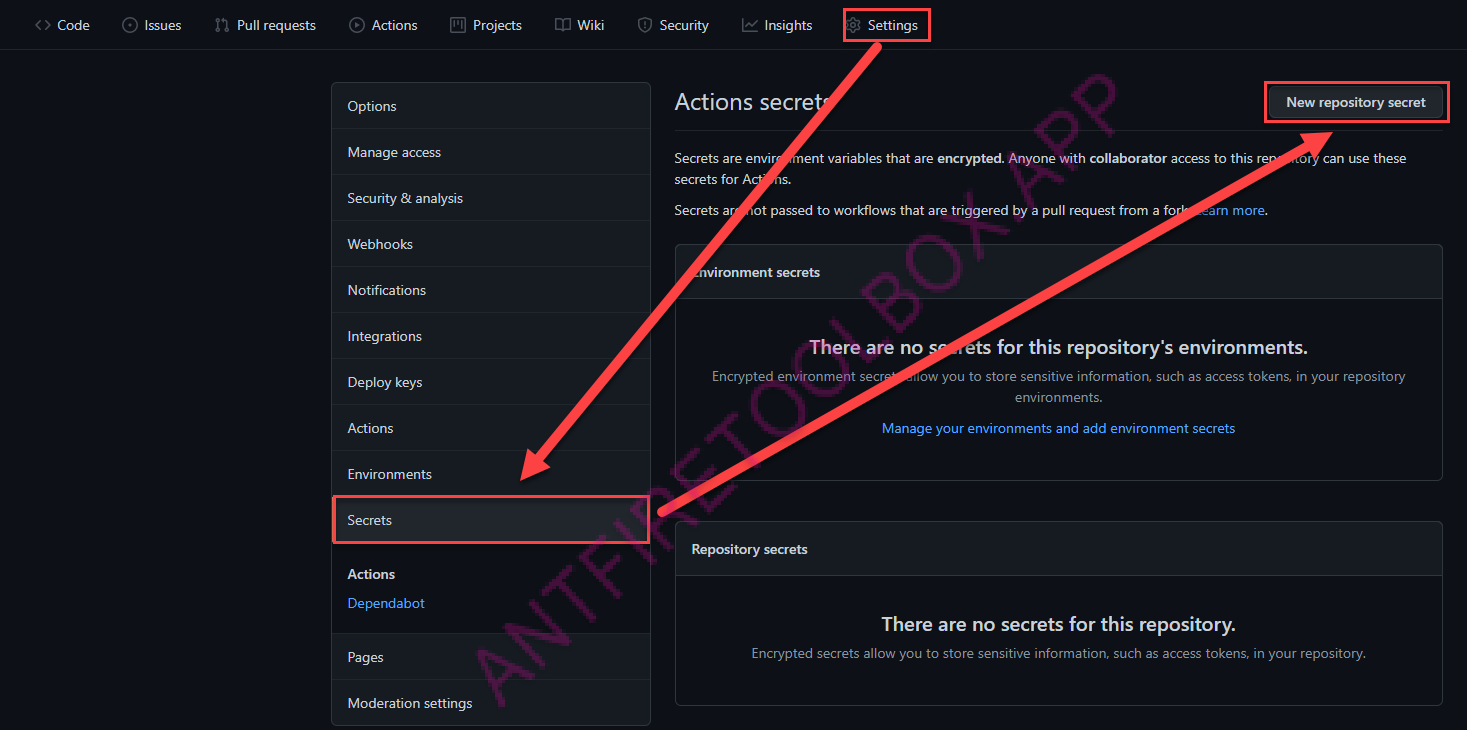 Code Issues Pull requests Actions Projects Wiki Security Insights Settings
Options
Manage access
Security & analysis
Webhooks
Notifications
Integrations
Deploy keys
Actions
Environments
Secrets
Actions
Dependabot
Pages
Moderation settings
Actions secrets
New repository secret
Secrets are environment variables that are encrypted. Anyone with collaborator access to this repository can use these
secrets for Actions.
Secrets are not passed to workflows that are triggered by a pull request from a fork. Learn more.
Environment secrets
There are no secrets for this repository's environments.
Encrypted environment secrets allow you to store sensitive information, such as access tokens, in your repository
environments.
Manage your environments and add environment secrets
Repository secrets
There are no secrets for this repository.
Encrypted secrets allow you to store sensitive information, such as access tokens, in your repository.
ANTFIRETOOLBOX.APP